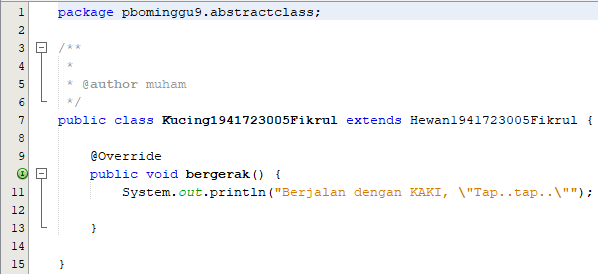 1 package pbominggu9.abstractclass;
2
3 /**
4  *
5  * @author muham
6  */
7 public class Kucing1941723005Fikrul extends Hewan1941723005Fikrul {
8
9     @Override
    public void bergerak() {
11         System.out.println("Berjalan dengan KAKI, \"Tap..tap..\"");
12
13     }
14
15 }